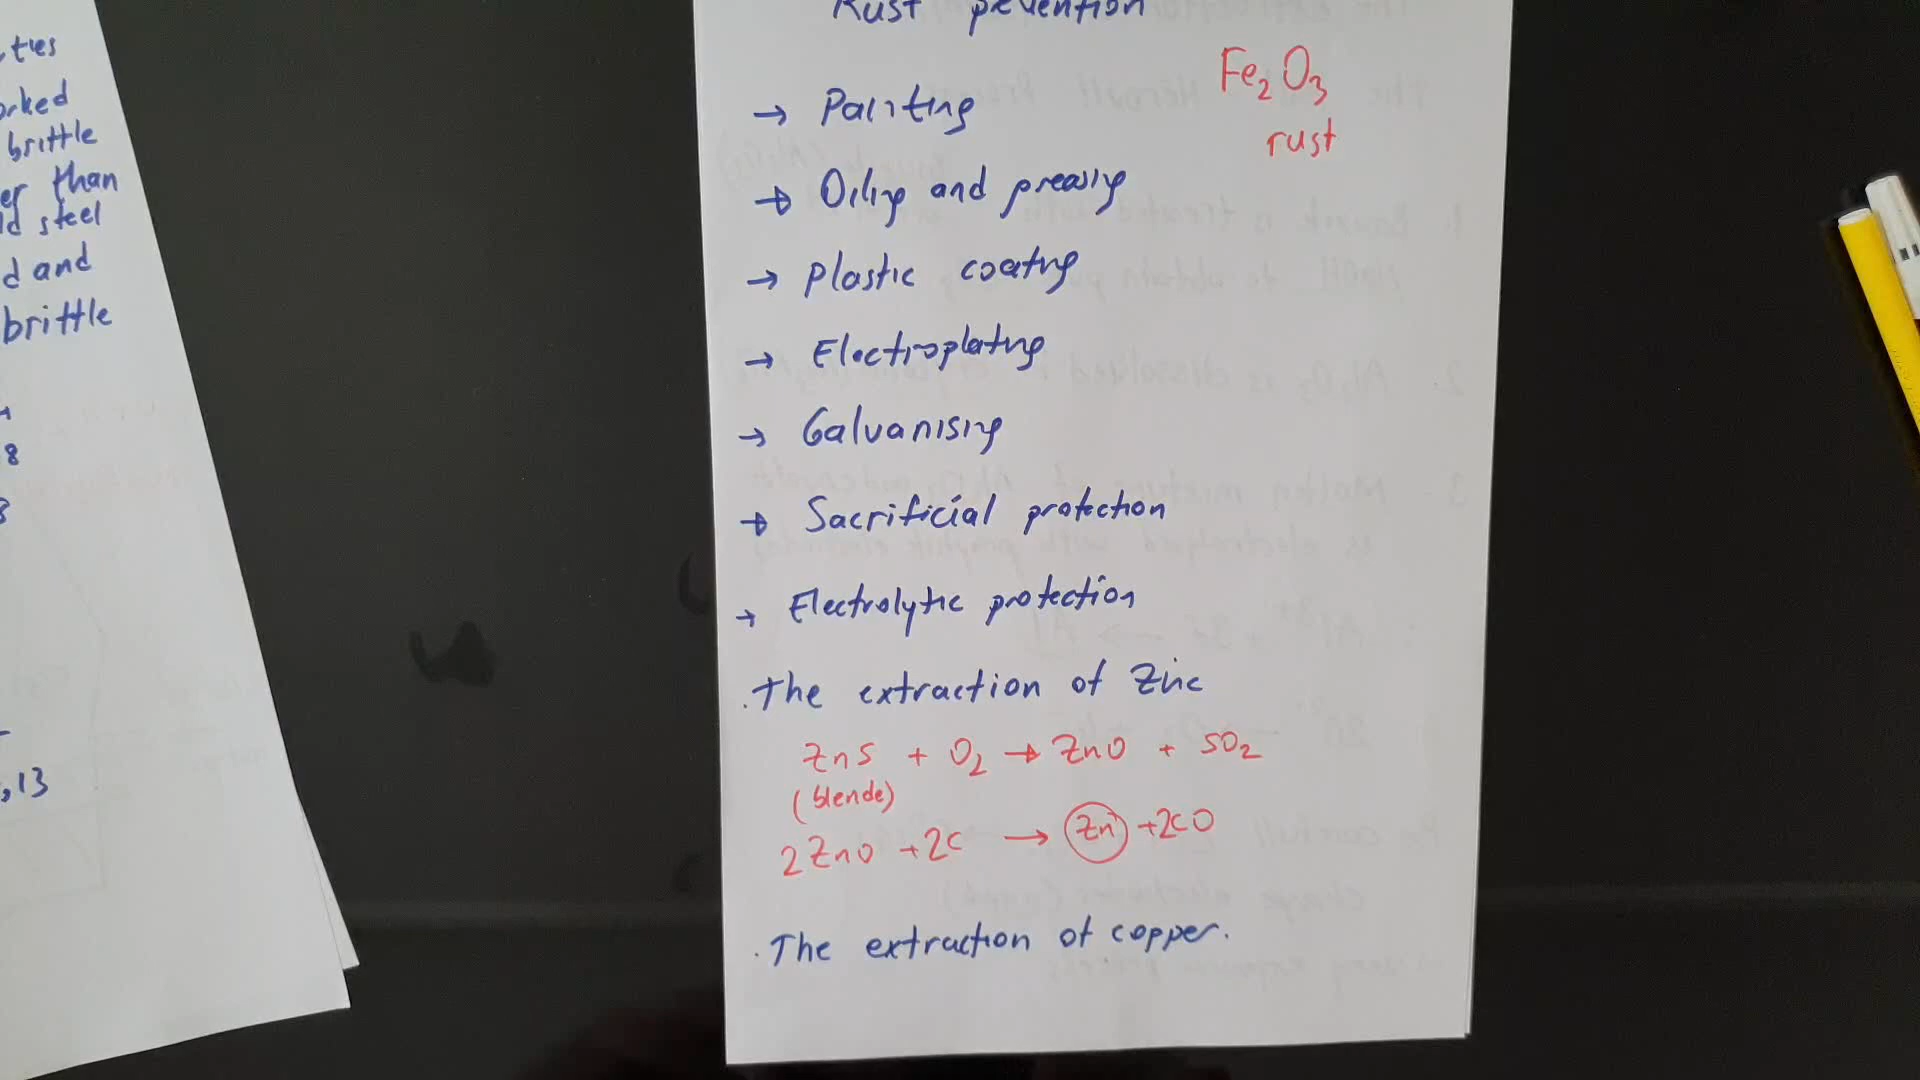 ties
orked
brittle
er than
ld steel
d and
brittle
8
3
,13
Rust pevention
Fe2O3
rust
→ Painting
→ Oiling and greasing
→ Plastic coating
→ Electroplating
→ Galvanising
→ Sacrificial protection
→ Electrolytic protection
. The extraction of Zinc
ZnS + O2 → ZnO + SO2
(blende)
2ZnO + 2C → Zn + 2CO
. The extraction of copper.